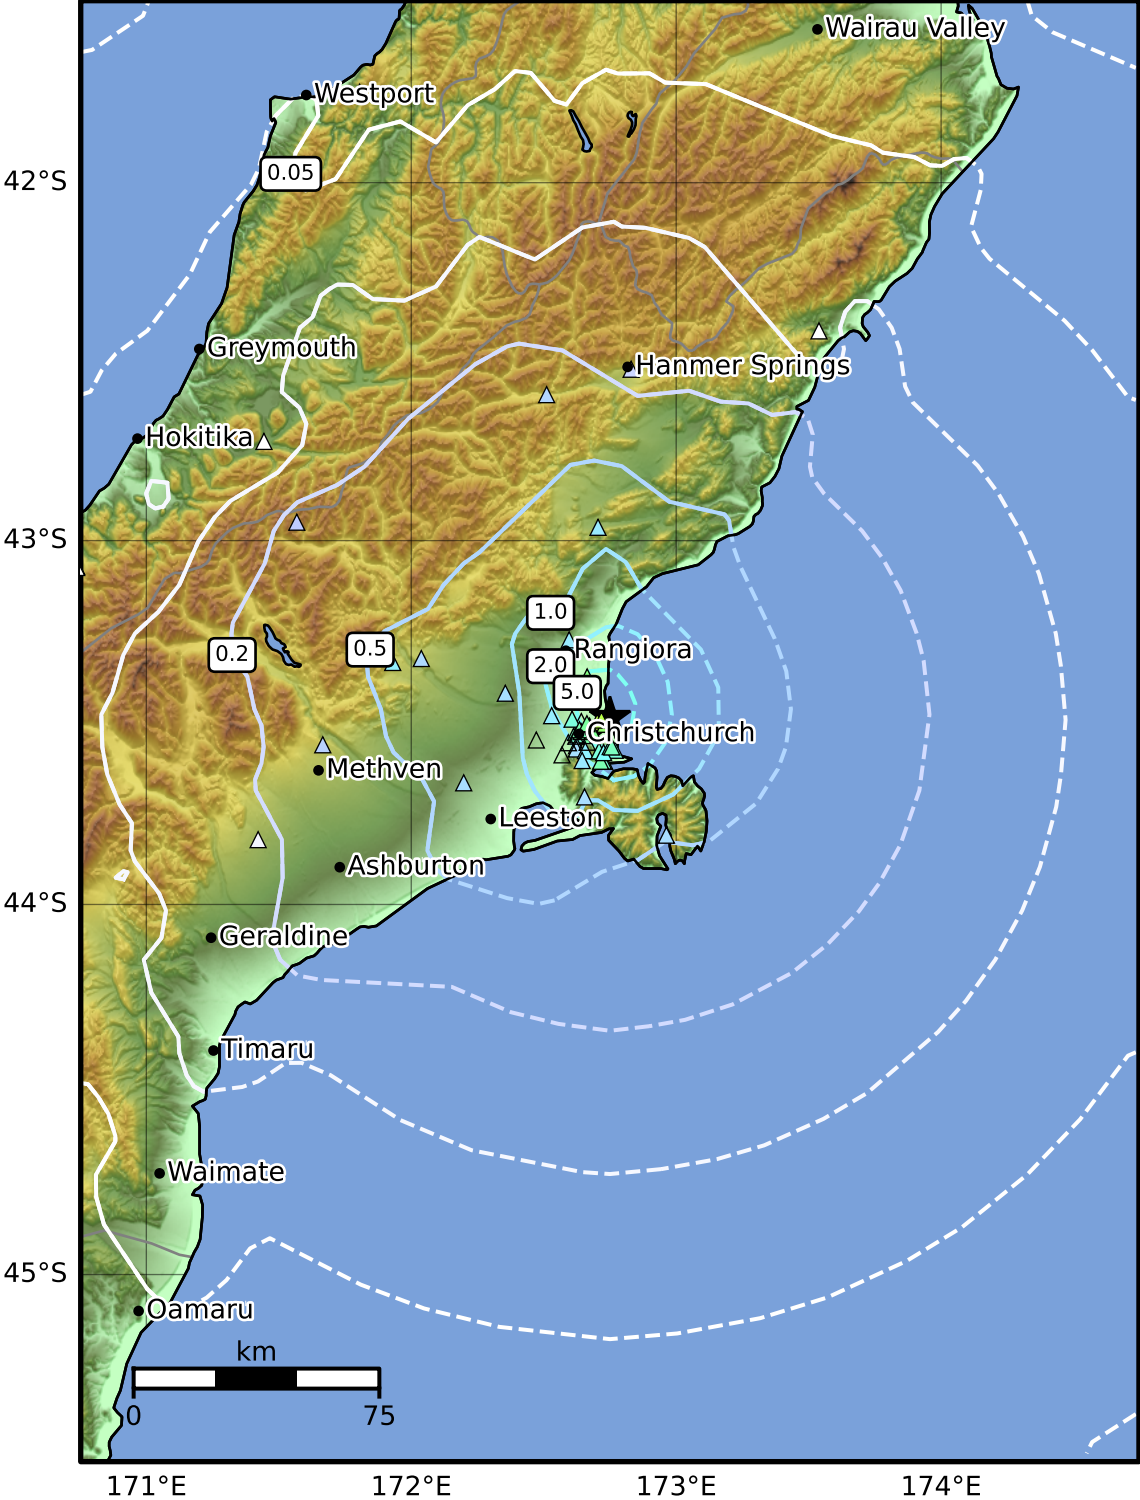 Wairau Valley
Westport
0.05
42°S
Greymouth
Hanmer Springs
Hokitika
43°S
1.0
0.2
0.5
Rangiora
2.0
5.0
Christchurch
Methven
Leeston
Ashburton
44°S
Geraldine
Timaru
Waimate
45°S
Oamaru
km
0
75
171°E
172°E
173°E
174°E